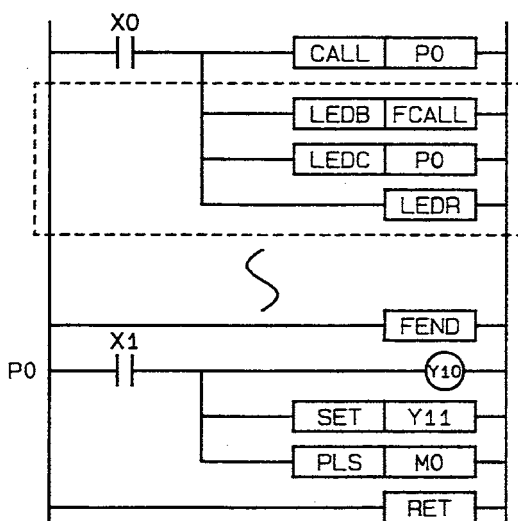 X0
CALL P0
LEDB FCALL
LEDC P0
LEDR
FEND
X1
P0
Y10
SET Y11
PLS M0
RET